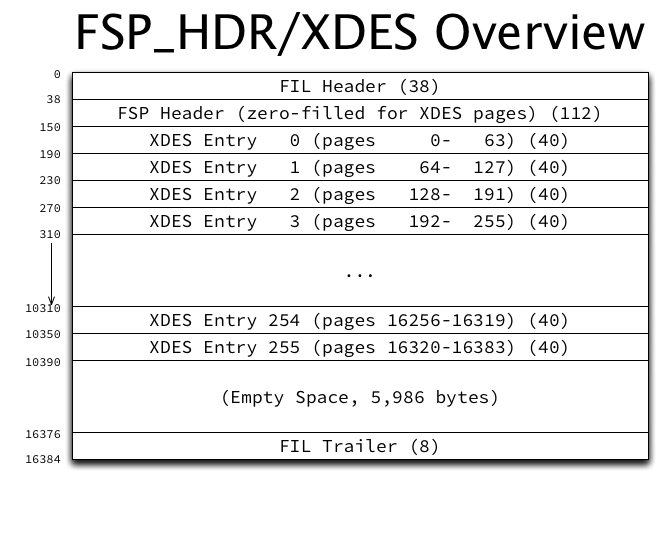 FSP_HDR/XDES Overview
0
FIL Header (38)
38
FSP Header (zero-filled for XDES pages) (112)
150
XDES Entry 0 (pages 0- 63) (40)
190
XDES Entry 1 (pages 64- 127) (40)
230
XDES Entry 2 (pages 128- 191) (40)
270
XDES Entry 3 (pages 192- 255) (40)
310
...
10310
XDES Entry 254 (pages 16256-16319) (40)
10350
XDES Entry 255 (pages 16320-16383) (40)
10390
(Empty Space, 5,986 bytes)
16376
FIL Trailer (8)
16384